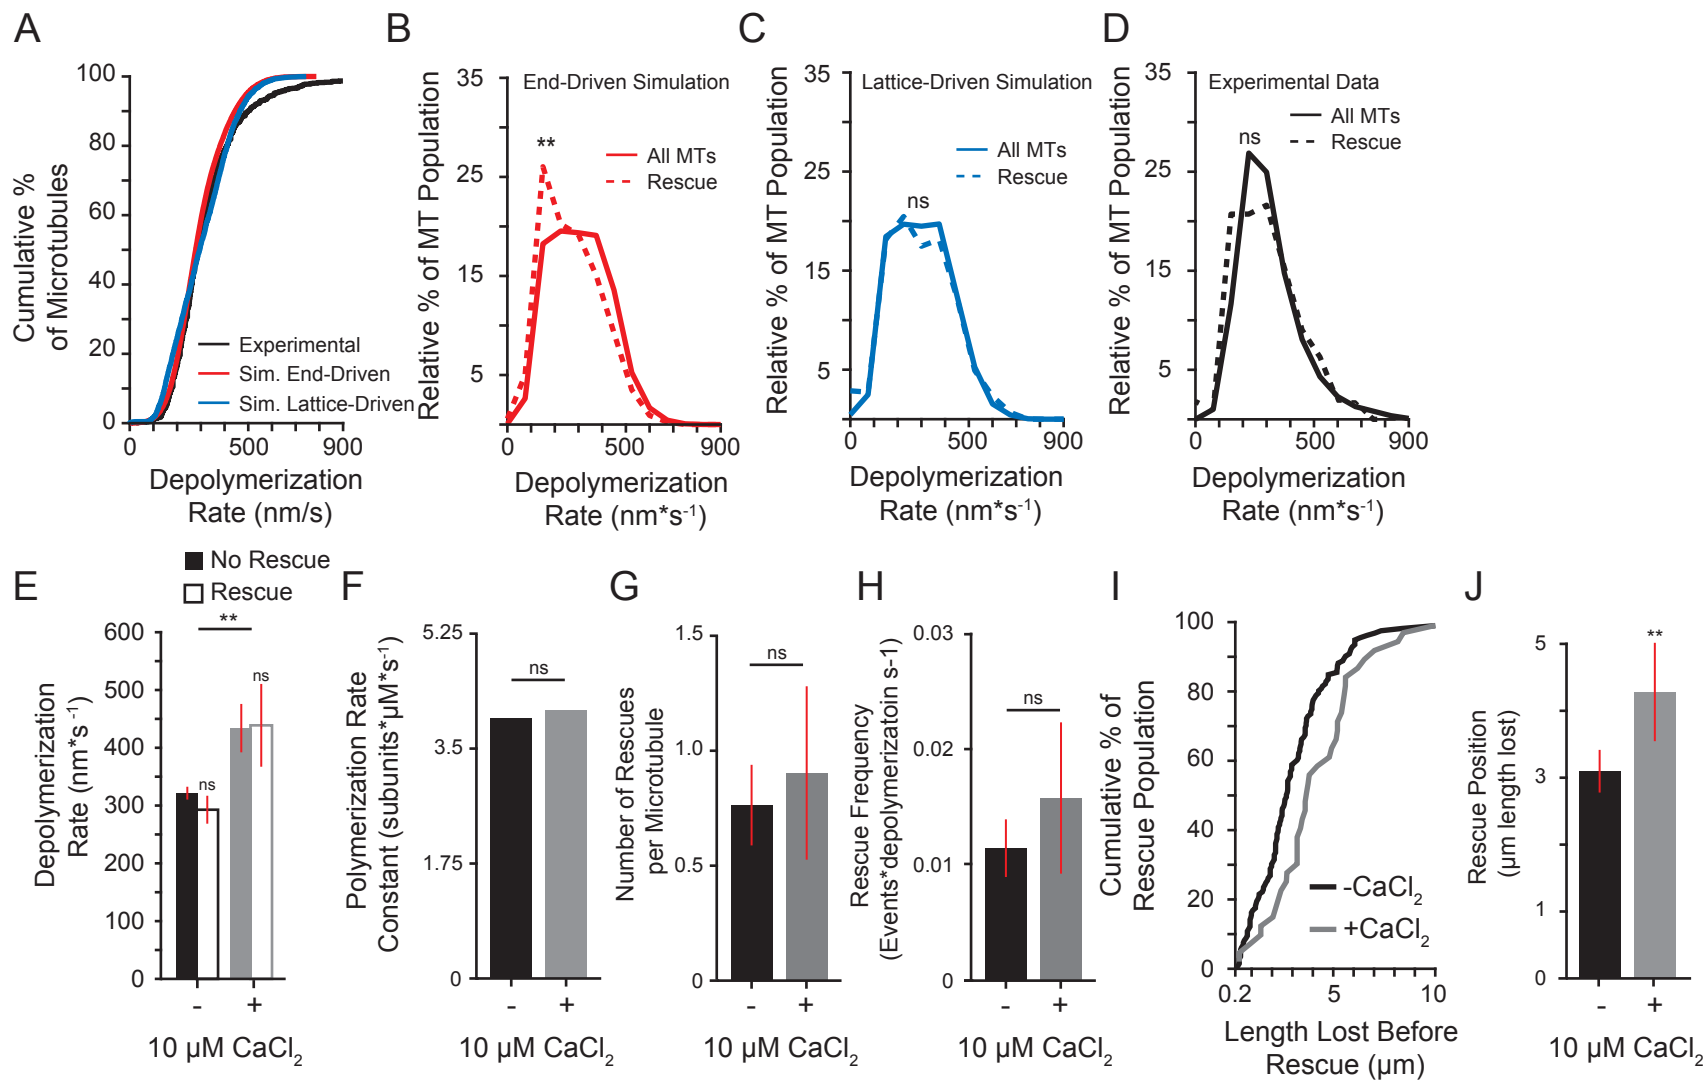 A
100
80
60
40
20
0
Cumulative %
of Microtubules
Experimental
Sim. End-Driven
Sim. Lattice-Driven
0 500 900
Depolymerization
Rate (nm/s)
B
35
25
15
5
Relative % of MT Population
End-Driven Simulation
**
All MTs
Rescue
0 500 900
Depolymerization
Rate (nm*s-1)
C
35
25
15
5
Relative % of MT Population
Lattice-Driven Simulation
ns
All MTs
Rescue
0 500 900
Depolymerization
Rate (nm*s-1)
D
35
25
15
5
Relative % of MT Population
Experimental Data
ns
All MTs
Rescue
0 500 900
Depolymerization
Rate (nm*s-1)
E
No Rescue
Rescue
600
500
400
300
200
100
0
Depolymerization
Rate (nm*s -1)
**
ns
ns
- +
10 µM CaCl2
F
5.25
3.5
1.75
0
Polymerization Rate
Constant (subunits*µM*s-1)
ns
- +
10 µM CaCl2
G
1.5
1.0
0.5
0
Number of Rescues
per Microtubule
ns
- +
10 µM CaCl2
H
0.03
0.02
0.01
0
Rescue Frequency
(Events*depolymerizatoin s-1)
ns
- +
10 µM CaCl2
I
100
80
60
40
20
0
Cumulative % of
Rescue Population
-CaCl2
+CaCl2
0.2 5 10
Length Lost Before
Rescue (µm)
J
5
3
1
0
Rescue Position
(µm length lost)
**
- +
10 µM CaCl2